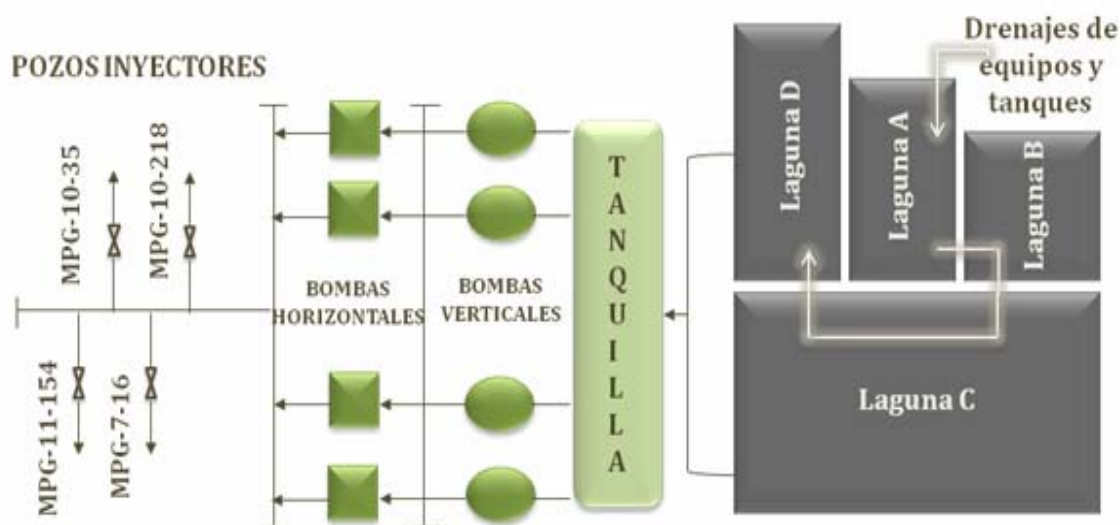 POZOS INYECTORES
MPG-10-35
MPG-10-218
MPG-11-154
MPG-7-16
BOMBAS
HORIZONTALES
BOMBAS
VERTICALES
TANQUILLA
Laguna D
Laguna A
Laguna B
Laguna C
Drenajes de
equipos y
tanques